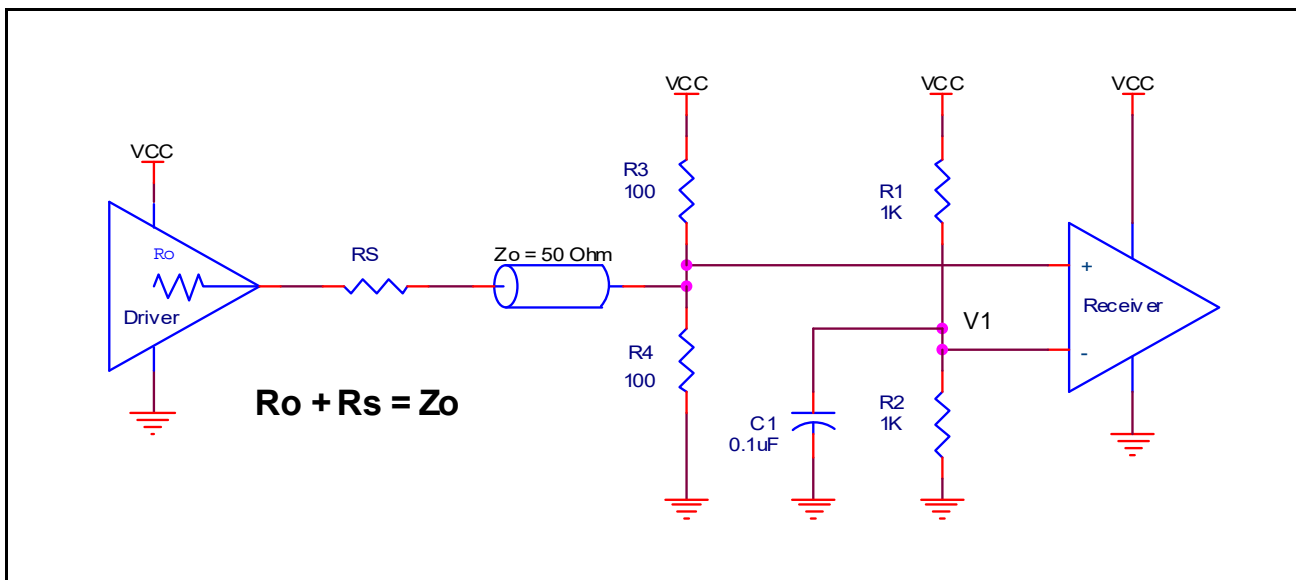 VCC
VCC
VCC
VCC
R3
100
R1
1K
Ro
RS
Zo = 50 Ohm
+
Receiver
Driver
V1
-
R4
100
Ro + Rs = Zo
C1
0.1uF
R2
1K